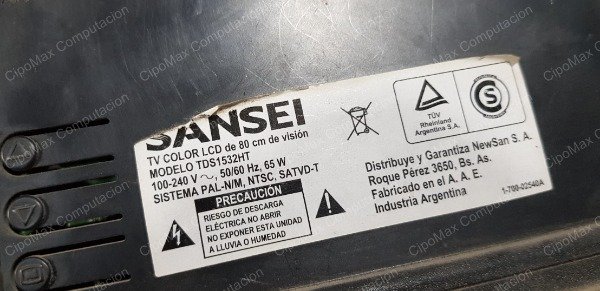 SANSEI
TV COLOR LCD de 80 cm de visión
MODELO TDS1532HT
100-240 V ~, 50/60 Hz, 65 W
SISTEMA PAL-N/M, NTSC, SATVD-T
PRECAUCIÓN
RIESGO DE DESCARGA
ELÉCTRICA NO ABRIR
NO EXPONER ESTA UNIDAD
A LLUVIA O HUMEDAD
TÜV
Rheinland
Argentina S.A.
S
Distribuye y Garantiza NewSan S. A.
Roque Pérez 3650, Bs. As.
Fabricado en el A. A. E.
Industria Argentina
1-700-02540A
CipoMax Computacion